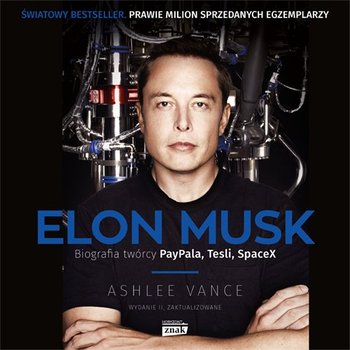 ŚWIATOWY BESTSELLER. PRAWIE MILION SPRZEDANYCH EGZEMPLARZY
ELON MUSK
Biografia twórcy PayPala, Tesli, SpaceX
ASHLEE VANCE
WYDANIE II, ZAKTUALIZOWANE
znak